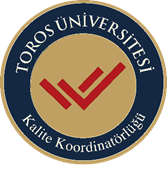 TOROS ÜNİVERSİTESİ
Kalite Koordinatörlüğü